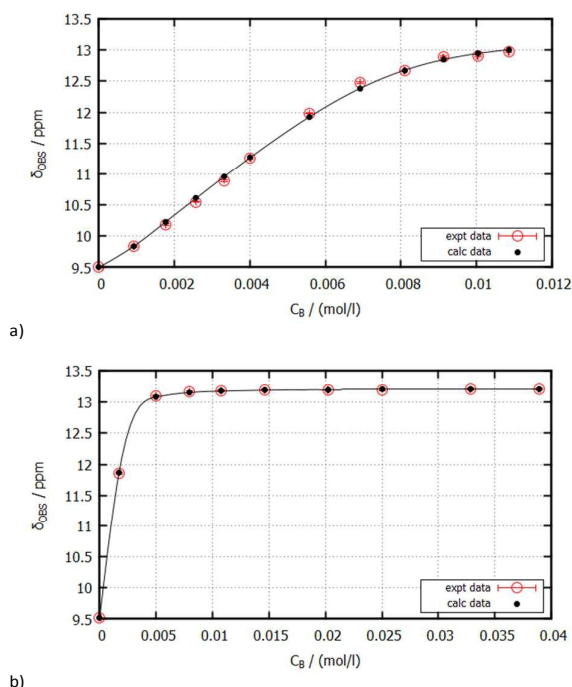 13.5
13
12.5
12
11.5
11
10.5
10
9.5
δOBS / ppm
expt data
calc data
0 0.002 0.004 0.006 0.008 0.01 0.012
CB / (mol/l)
a)
13.5
13
12.5
12
11.5
11
10.5
10
9.5
δOBS / ppm
expt data
calc data
0 0.005 0.01 0.015 0.02 0.025 0.03 0.035 0.04
CB / (mol/l)
b)